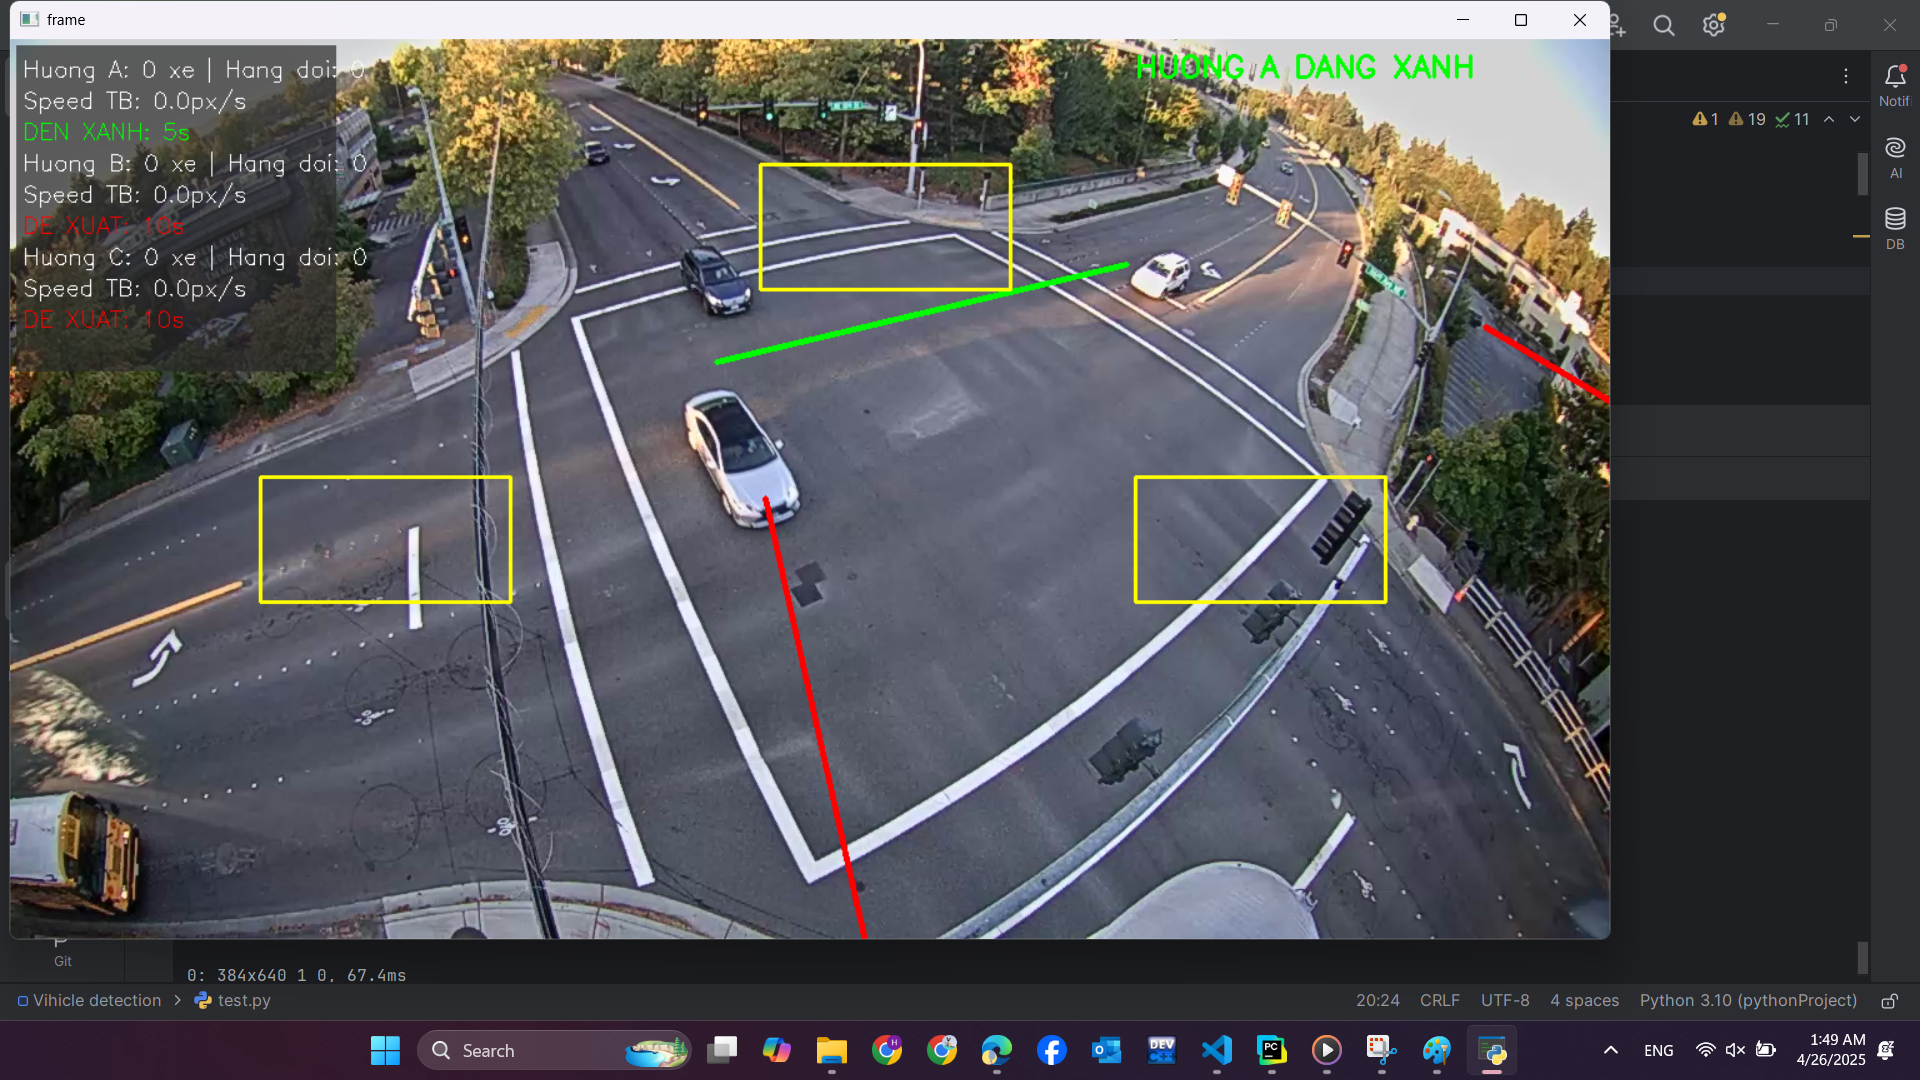 frame
Huong A: 0 xe | Hang doi: 0
Speed TB: 0.0px/s
DEN XANH: 5s
Huong B: 0 xe | Hang doi: 0
Speed TB: 0.0px/s
DE XUAT: 10s
Huong C: 0 xe | Hang doi: 0
Speed TB: 0.0px/s
DE XUAT: 10s
HUONG A DANG XANH
Notifi
1 19 11
AI
DB
Git
0: 384x640 1 0, 67.4ms
Vihicle detection > test.py
20:24 CRLF UTF-8 4 spaces Python 3.10 (pythonProject)
Search
H
Y
DEV
C++
PC
ENG
1:49 AM
4/26/2025